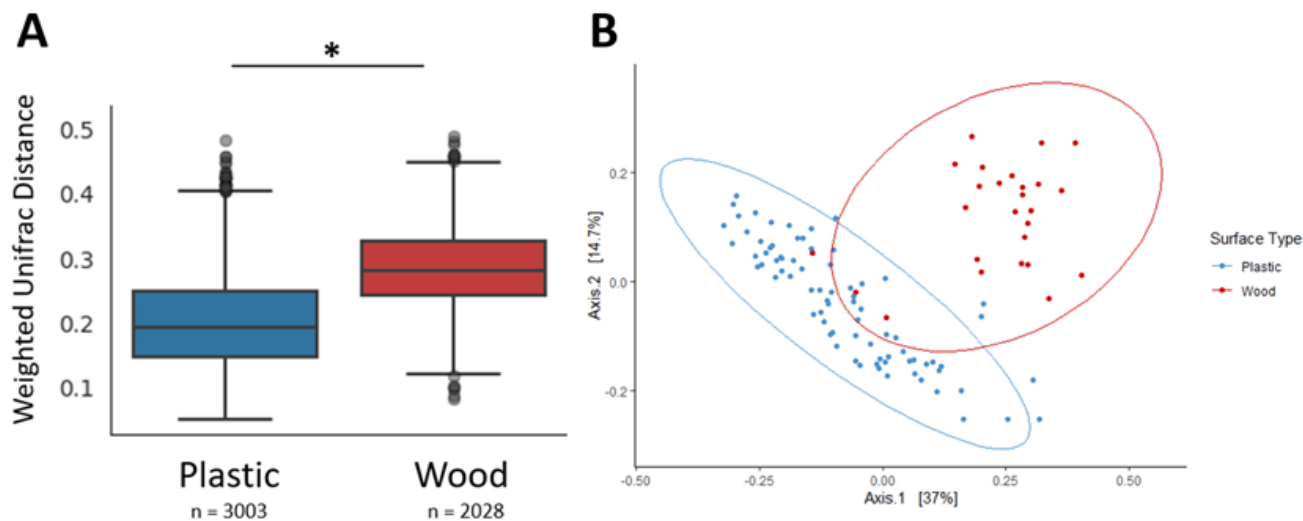 A
*
Weighted Unifrac Distance
0.5
0.4
0.3
0.2
0.1
Plastic
Wood
n = 3003
n = 2028
B
Axis.2 [14.7%]
0.2
0.0
-0.2
-0.50
-0.25
0.00
0.25
0.50
Axis.1 [37%]
Surface Type
Plastic
Wood